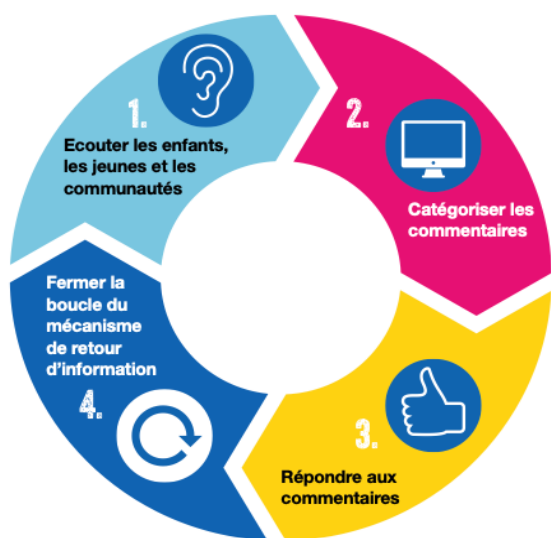 1.
Ecouter les enfants,
les jeunes et les
communautés
2.
Catégoriser les
commentaires
3.
Répondre aux
commentaires
Fermer la
boucle du
mécanisme
de retour
d'information
4.